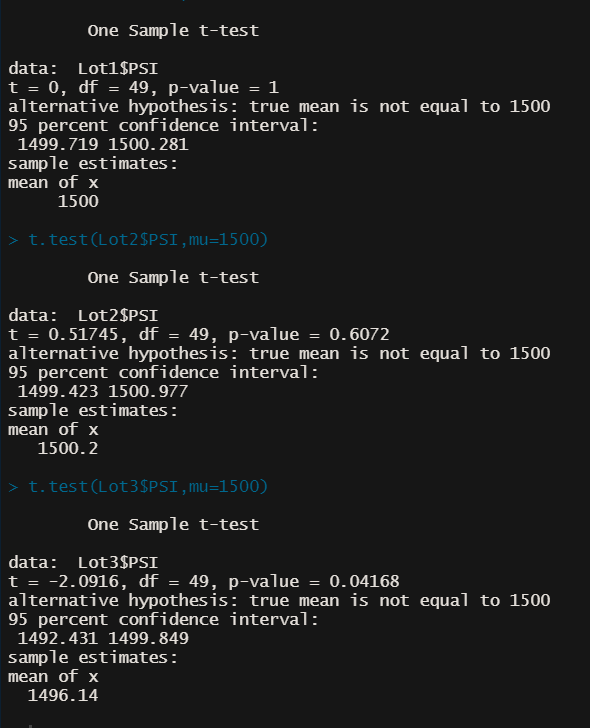 One Sample t-test
data:  Lot1$PSI
t = 0, df = 49, p-value = 1
alternative hypothesis: true mean is not equal to 1500
95 percent confidence interval:
 1499.719 1500.281
sample estimates:
mean of x
     1500
> t.test(Lot2$PSI,mu=1500)
One Sample t-test
data:  Lot2$PSI
t = 0.51745, df = 49, p-value = 0.6072
alternative hypothesis: true mean is not equal to 1500
95 percent confidence interval:
 1499.423 1500.977
sample estimates:
mean of x
   1500.2
> t.test(Lot3$PSI,mu=1500)
One Sample t-test
data:  Lot3$PSI
t = -2.0916, df = 49, p-value = 0.04168
alternative hypothesis: true mean is not equal to 1500
95 percent confidence interval:
 1492.431 1499.849
sample estimates:
mean of x
  1496.14